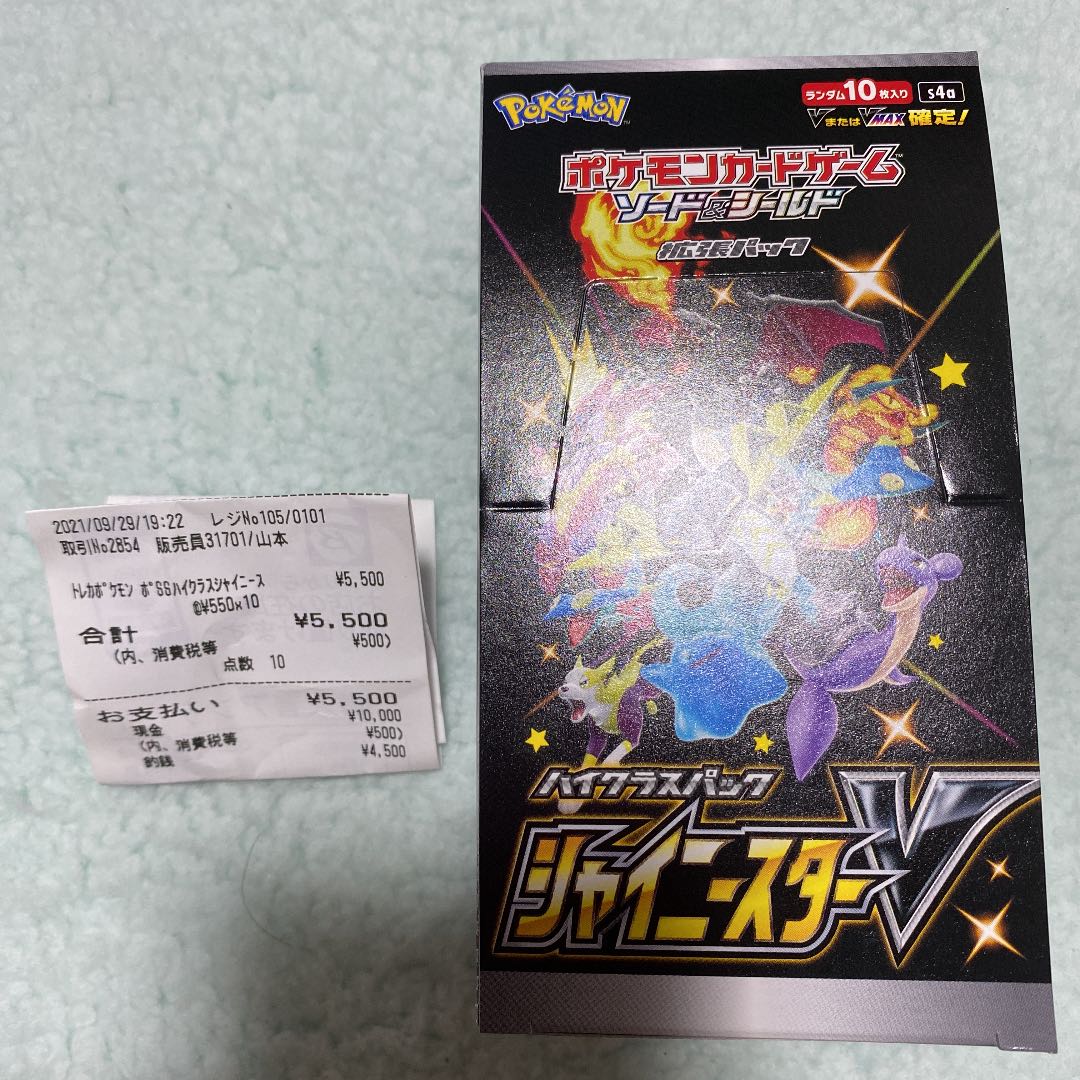 2021/09/29/19:22 レジNo105/0101
取引No2854 販売員31701/山本
トレカポケモン ポSSハイクラスシャイニース ¥5,500
@¥550x10
合計 ¥5,500
(内、消費税等 ¥500)
点数 10
お支払い ¥5,500
現金 ¥10,000
(内、消費税等 ¥500)
釣銭 ¥4,500
POKéMON
ランダム10枚入り s4a
VまたはVMAX確定!
ポケモンカードゲーム
ソード&シールド
拡張パック
ハイクラスパック
シャイニースターV